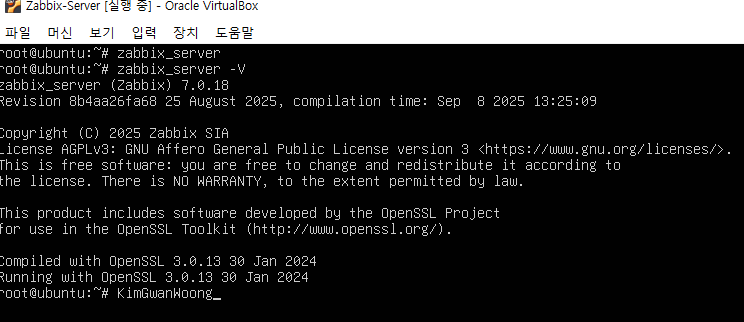 Zabbix-Server [실행 중] - Oracle VirtualBox
파일 머신 보기 입력 장치 도움말
root@ubuntu:~# zabbix_server
root@ubuntu:~# zabbix_server -V
zabbix_server (Zabbix) 7.0.18
Revision 8b4aa26fa68 25 August 2025, compilation time: Sep  8 2025 13:25:09
Copyright (C) 2025 Zabbix SIA
License AGPLv3: GNU Affero General Public License version 3 <https://www.gnu.org/licenses/>.
This is free software: you are free to change and redistribute it according to
the license. There is NO WARRANTY, to the extent permitted by law.
This product includes software developed by the OpenSSL Project
for use in the OpenSSL Toolkit (http://www.openssl.org/).
Compiled with OpenSSL 3.0.13 30 Jan 2024
Running with OpenSSL 3.0.13 30 Jan 2024
root@ubuntu:~# KimGwanWoong_